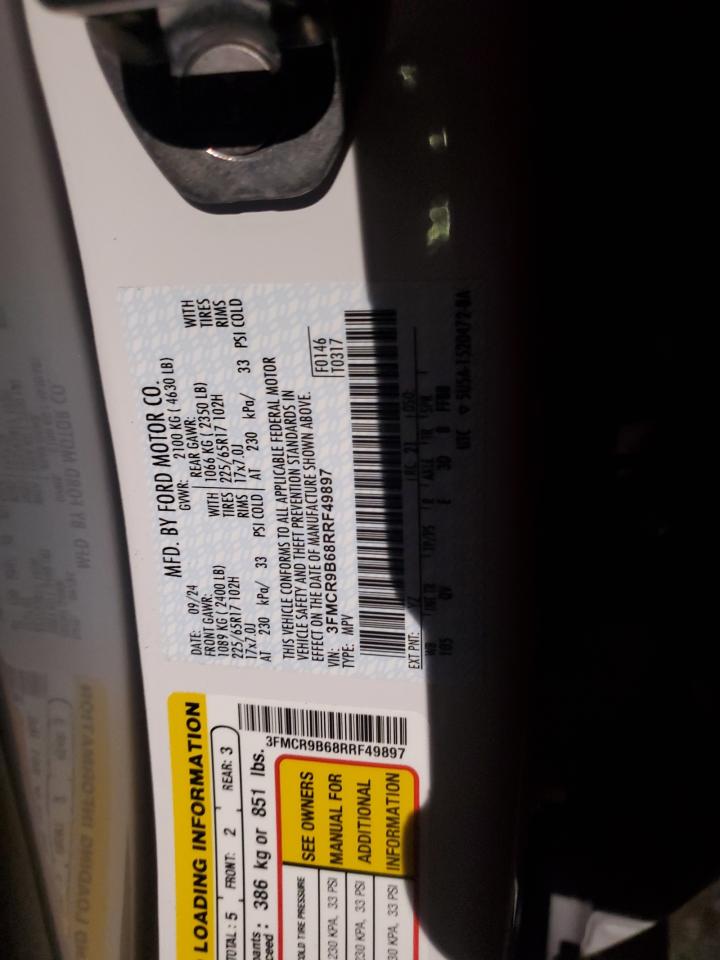 MFD. BY FORD MOTOR CO.
DATE: 09/24 GVWR: 2100 KG ( 4630 LB)
FRONT GAWR: REAR GAWR:
1089 KG ( 2400 LB) WITH 1066 KG ( 2350 LB) WITH
225/65R17 102H TIRES 225/65R17 102H TIRES
17x7.0J RIMS 17x7.0J RIMS
AT 230 kPa/ 33 PSI COLD AT 230 kPa/ 33 PSI COLD
THIS VEHICLE CONFORMS TO ALL APPLICABLE FEDERAL MOTOR
VEHICLE SAFETY AND THEFT PREVENTION STANDARDS IN
EFFECT ON THE DATE OF MANUFACTURE SHOWN ABOVE.
VIN: 3FMCR9B68RRF49897 F0146
TYPE: MPV T0317
EXT PNT: YZ
WB
105
LOADING INFORMATION
TOTAL : 5 FRONT: 2 REAR: 3
386 kg or 851 lbs.
3FMCR9B68RRF49897
COLD TIRE PRESSURE SEE OWNERS
230 KPA, 33 PSI MANUAL FOR
230 KPA, 33 PSI ADDITIONAL
33 PSI INFORMATION